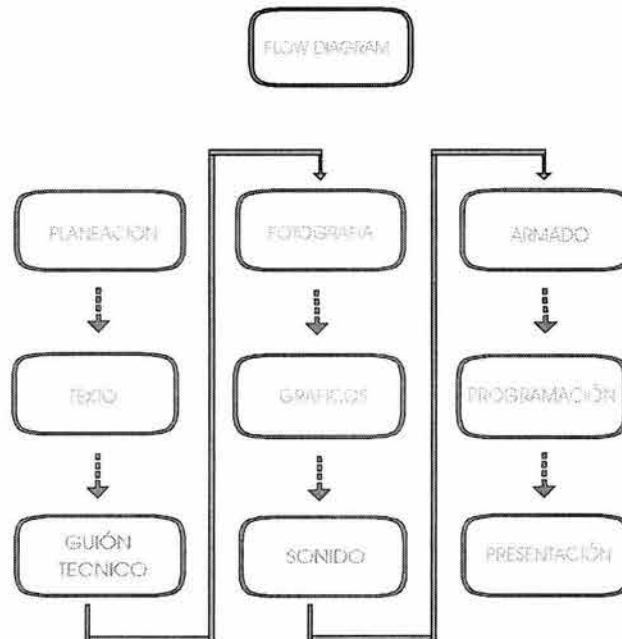 FLOW DIAGRAM
PLANEACION
TEXTO
GUIÓN
TECNICO
FOTOGRAFIA
GRAFICOS
SONIDO
ARMADO
PROGRAMACIÓN
PRESENTACIÓN